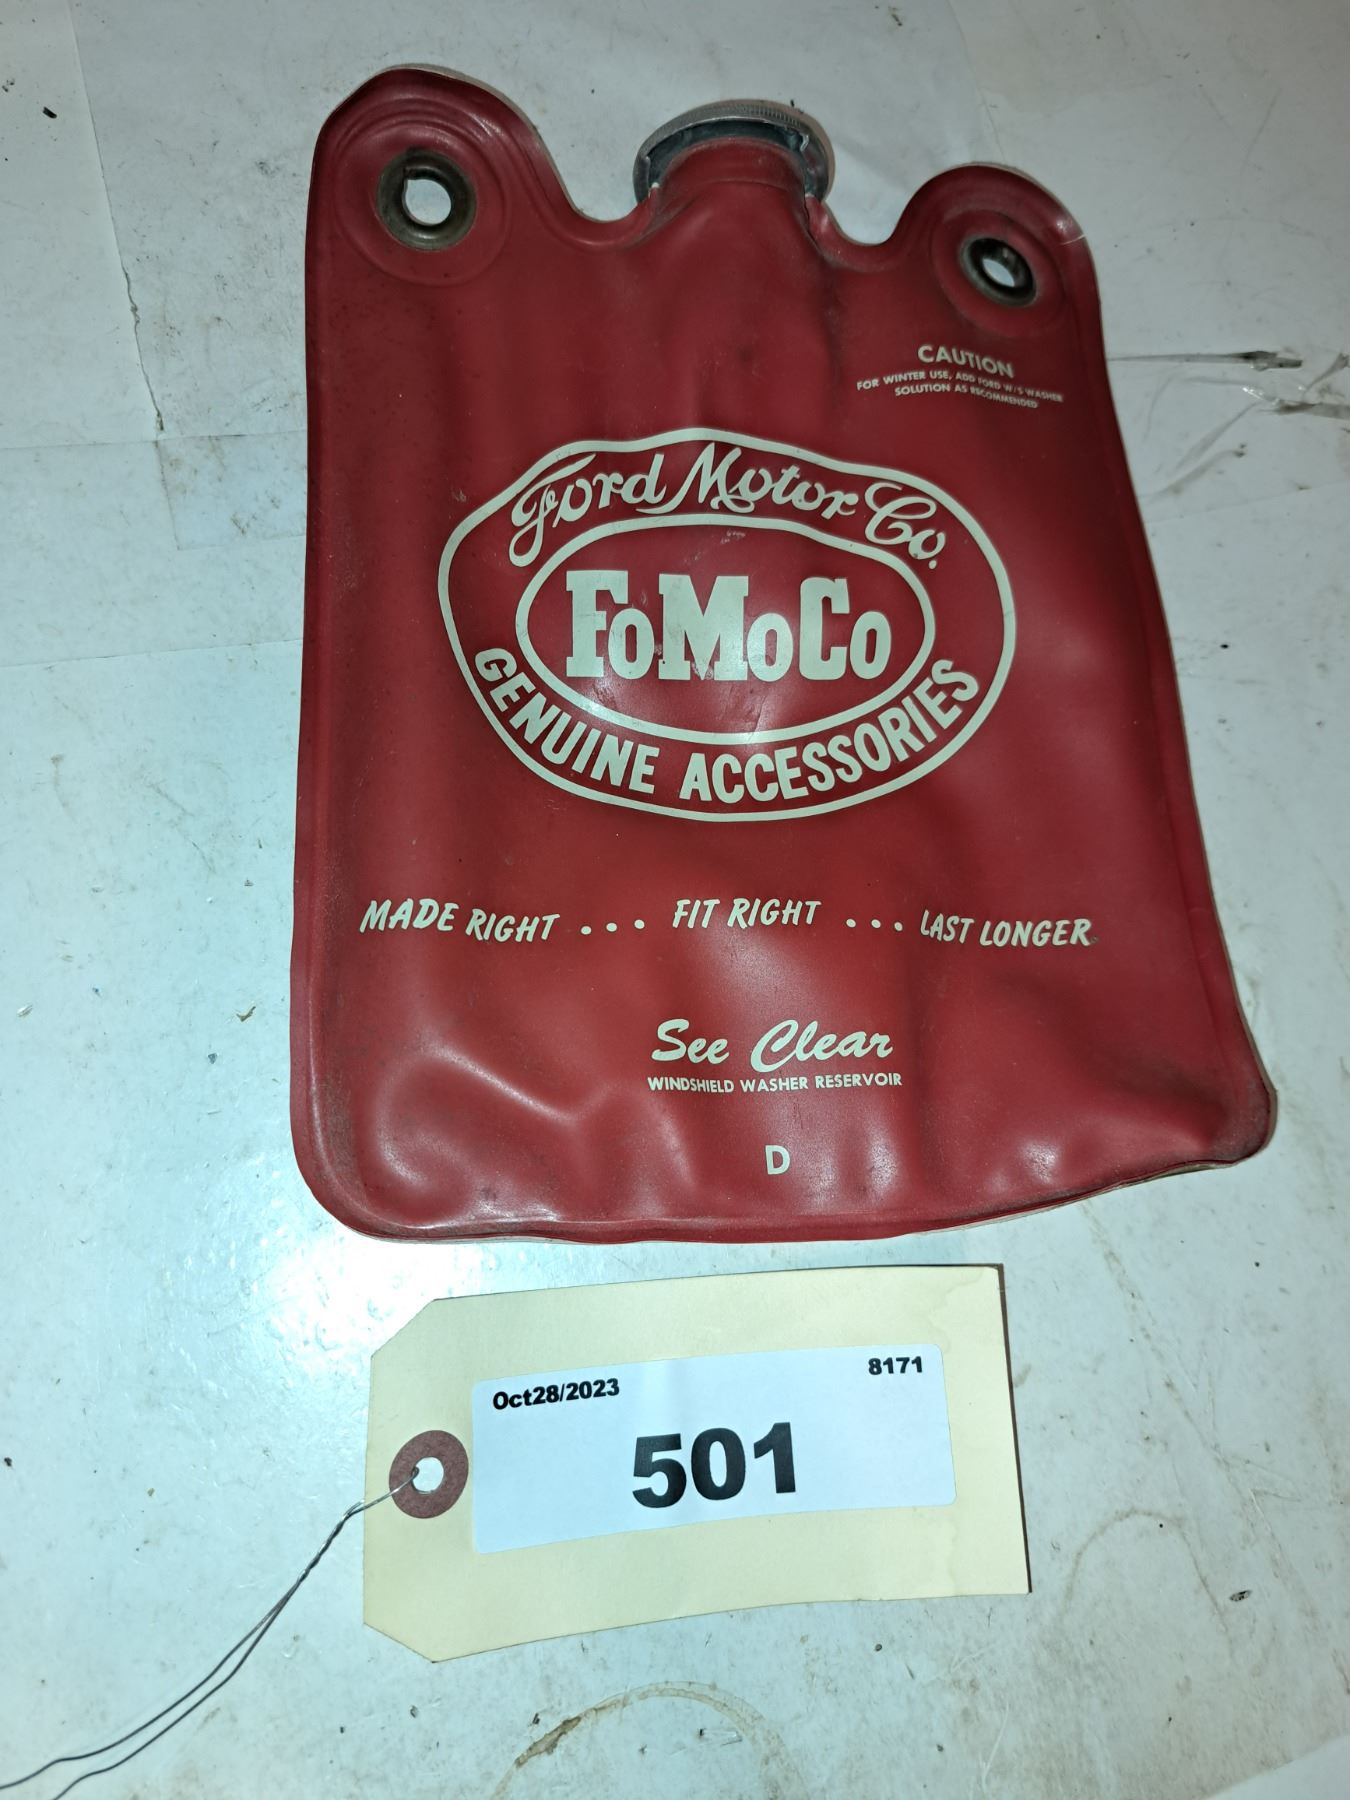 CAUTION
FOR WINTER USE, ADD FORD W/S WASHER
SOLUTION AS RECOMMENDED
Ford Motor Co.
FoMoCo
GENUINE ACCESSORIES
MADE RIGHT ... FIT RIGHT ... LAST LONGER
See Clear
WINDSHIELD WASHER RESERVOIR
D
Oct28/2023
8171
501